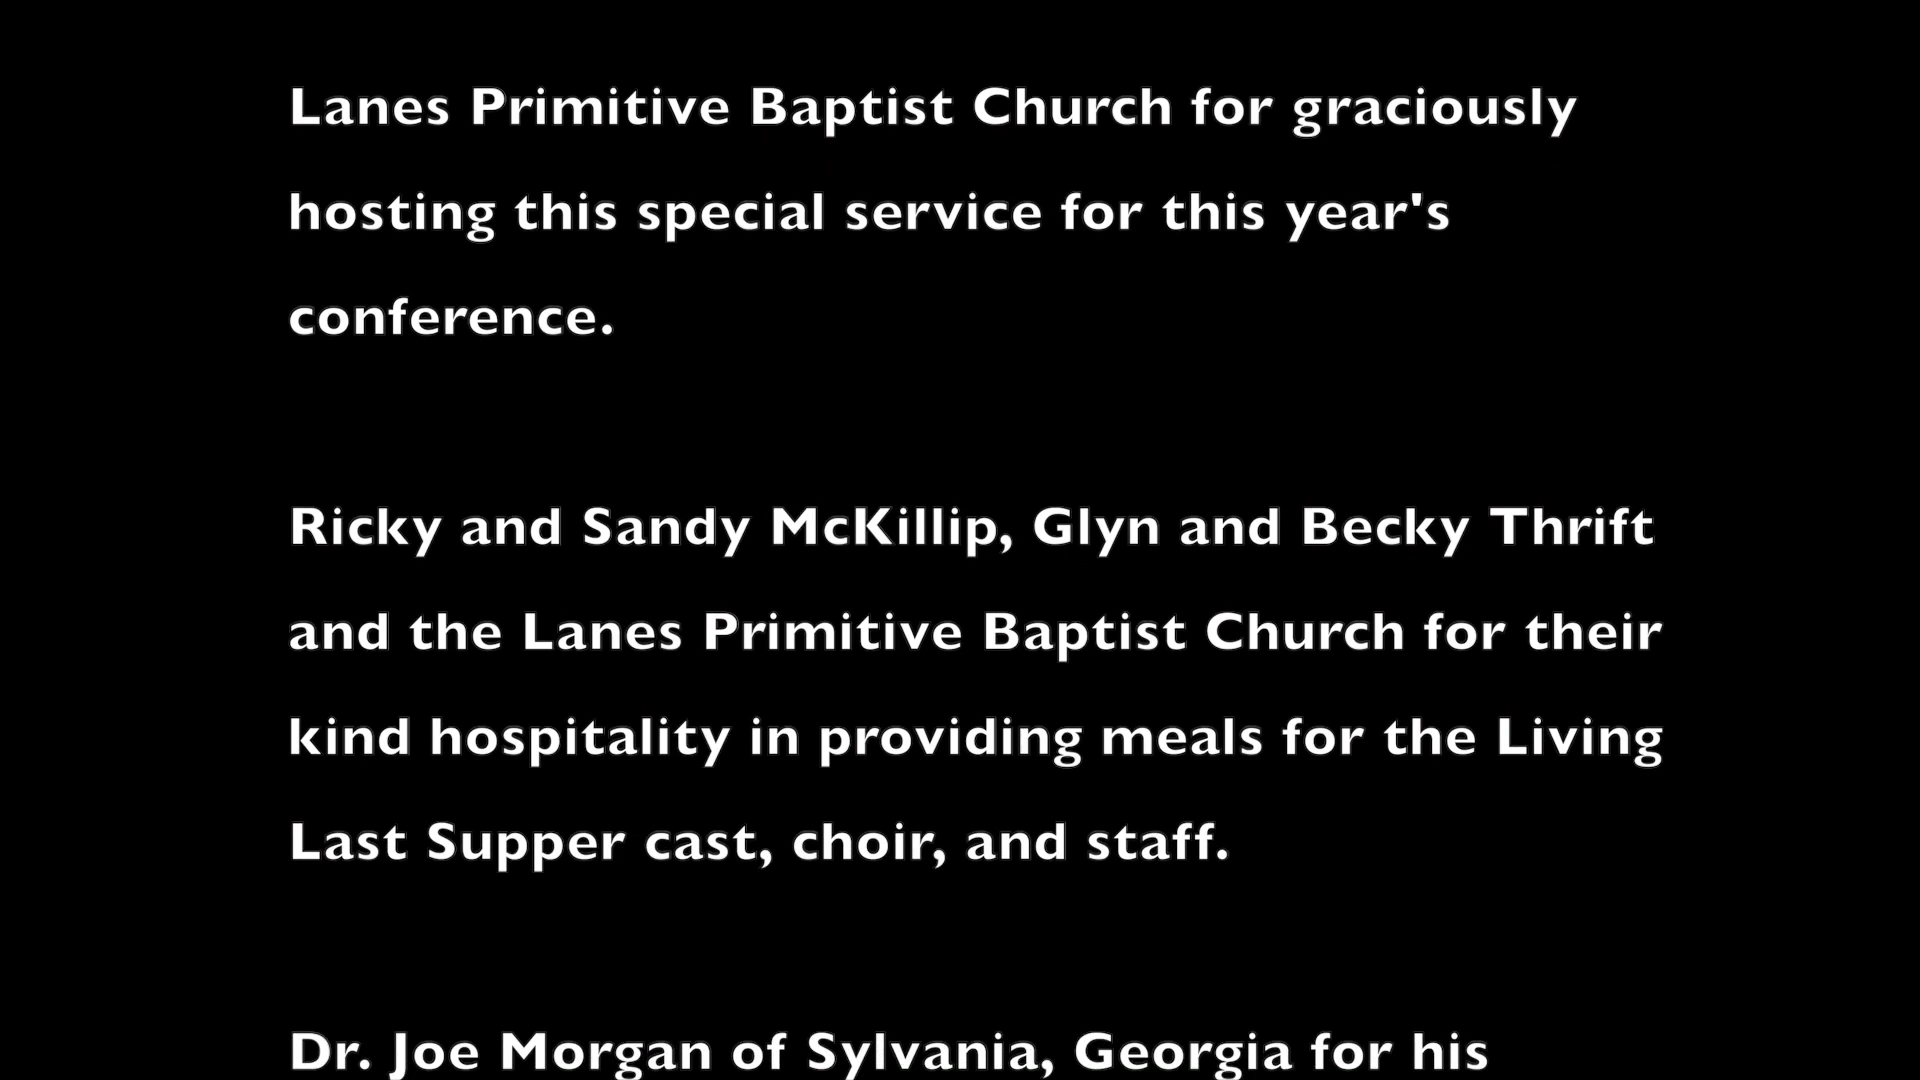 Lanes Primitive Baptist Church for graciously
hosting this special service for this year's
conference.
Ricky and Sandy McKillip, Glyn and Becky Thrift
and the Lanes Primitive Baptist Church for their
kind hospitality in providing meals for the Living
Last Supper cast, choir, and staff.
Dr. Joe Morgan of Sylvania, Georgia for his